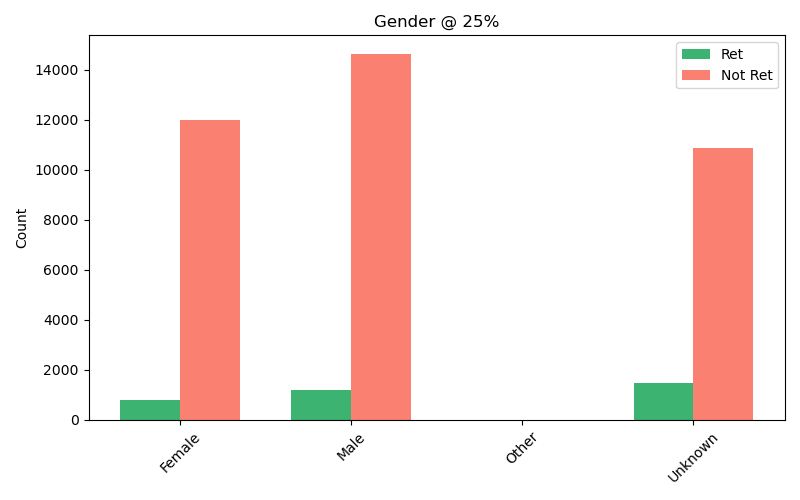 Gender @ 25%
Ret
Not Ret
Count
14000
12000
10000
8000
6000
4000
2000
0
Female
Male
Other
Unknown